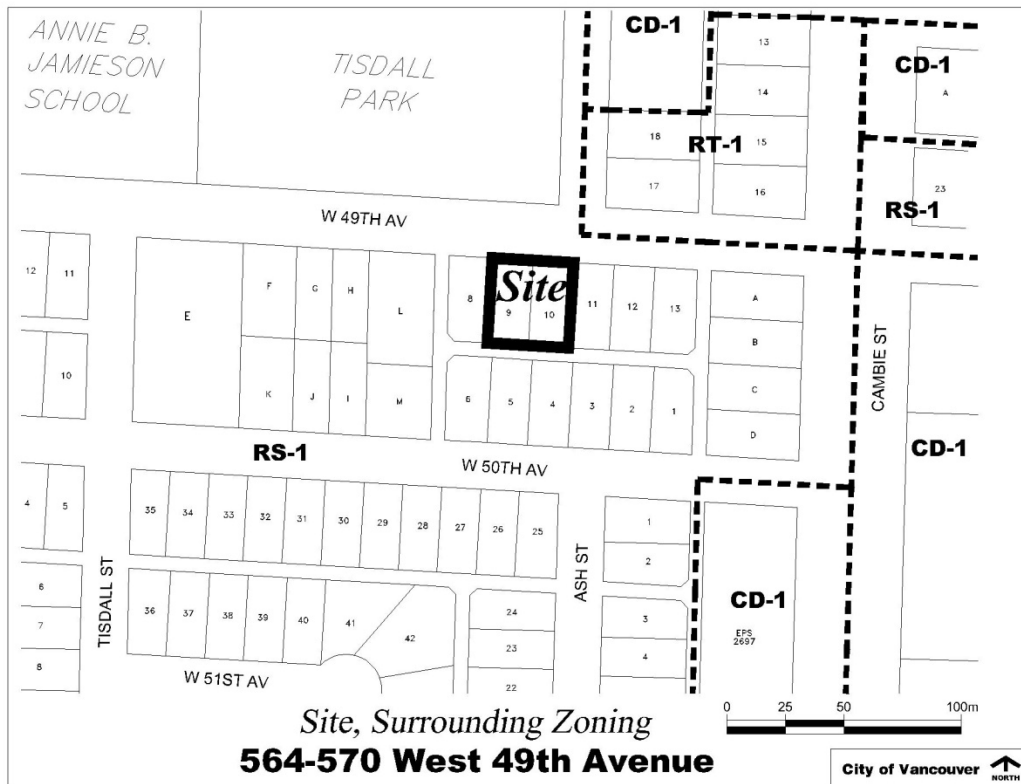 ANNIE B.
JAMIESON
SCHOOL
TISDALL
PARK
CD-1
13
14
15
16
18
17
RT-1
CD-1
A
23
RS-1
W 49TH AV
12
11
10
E
F
G
H
L
K
J
I
M
8
9
10
Site
11
12
13
6
5
4
3
2
1
A
B
C
D
CAMBIE ST
CD-1
RS-1
W 50TH AV
4
5
35
34
33
32
31
30
29
28
27
26
25
1
2
ASH ST
TISDALL ST
6
7
8
36
37
38
39
40
41
42
24
23
22
3
4
CD-1
EPS
2697
W 51ST AV
0
25
50
100m
Site, Surrounding Zoning
564-570 West 49th Avenue
City of Vancouver
NORTH